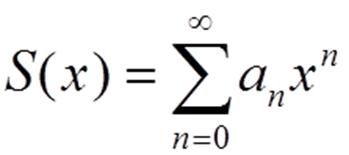 S(x) = ∑_{n=0}^{∞} a_n x^n